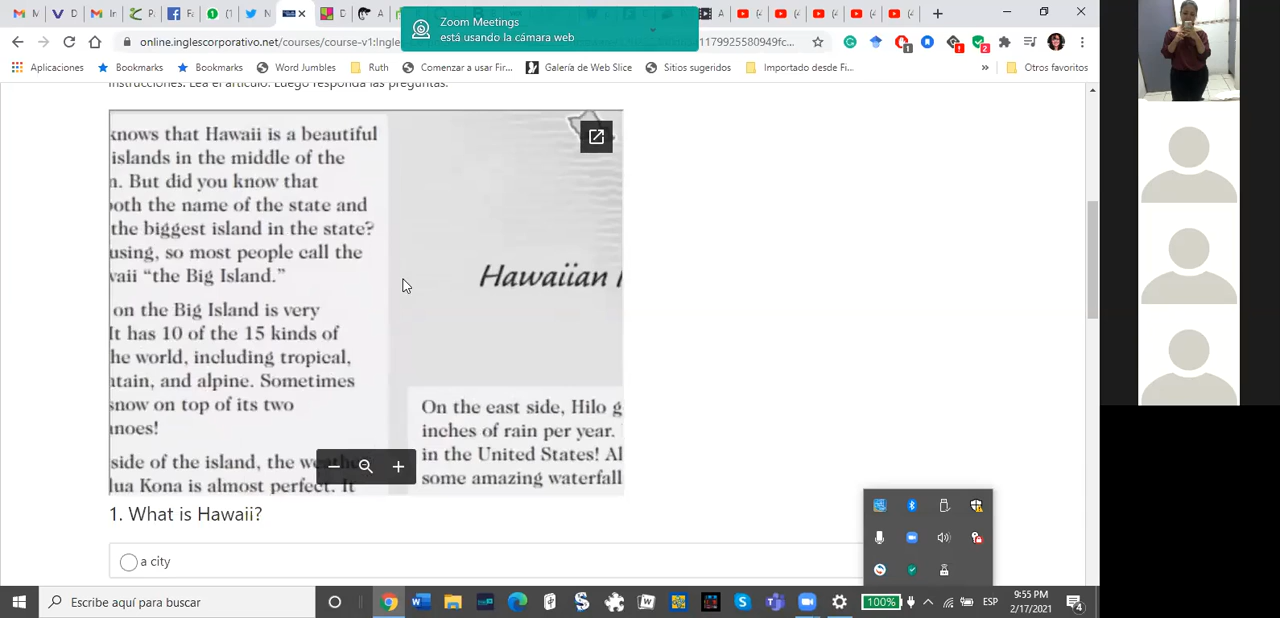 Zoom Meetings
está usando la cámara web
online.inglescorporativo.net/courses/course-v1:Ingle
1179925580949fc...
Aplicaciones
Bookmarks
Bookmarks
Word Jumbles
Ruth
Comenzar a usar Fir...
Galería de Web Slice
Sitios sugeridos
Importado desde Fi...
»
Otros favoritos
Instrucciones: Lea el artículo. Luego responda las preguntas.
knows that Hawaii is a beautiful
islands in the middle of the
n. But did you know that
both the name of the state and
the biggest island in the state?
using, so most people call the
vaii “the Big Island.”
on the Big Island is very
It has 10 of the 15 kinds of
he world, including tropical,
ntain, and alpine. Sometimes
snow on top of its two
anoes!
side of the island, the weathe
lua Kona is almost perfect. It
Hawaiian I
On the east side, Hilo g
inches of rain per year.
in the United States! Al
some amazing waterfall
1. What is Hawaii?
a city
Escribe aquí para buscar
100%
ESP
9:55 PM
2/17/2021
4